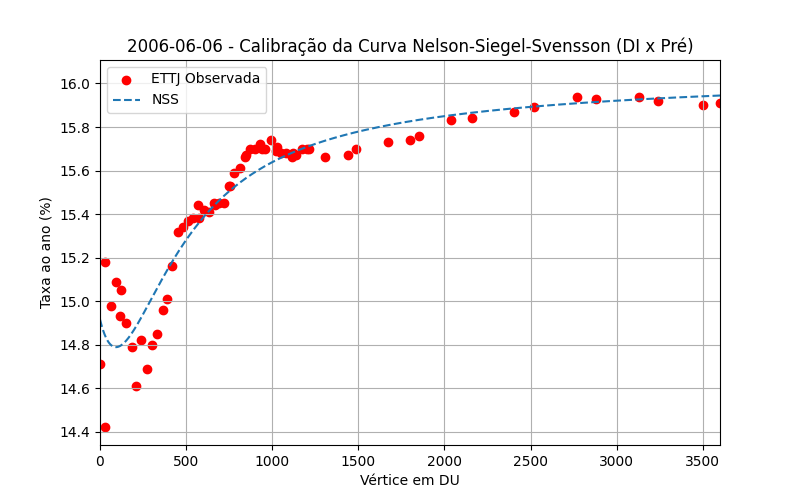 2006-06-06 - Calibração da Curva Nelson-Siegel-Svensson (DI x Pré)
ETTJ Observada
NSS
Taxa ao ano (%)
16.0
15.8
15.6
15.4
15.2
15.0
14.8
14.6
14.4
0 500 1000 1500 2000 2500 3000 3500
Vértice em DU